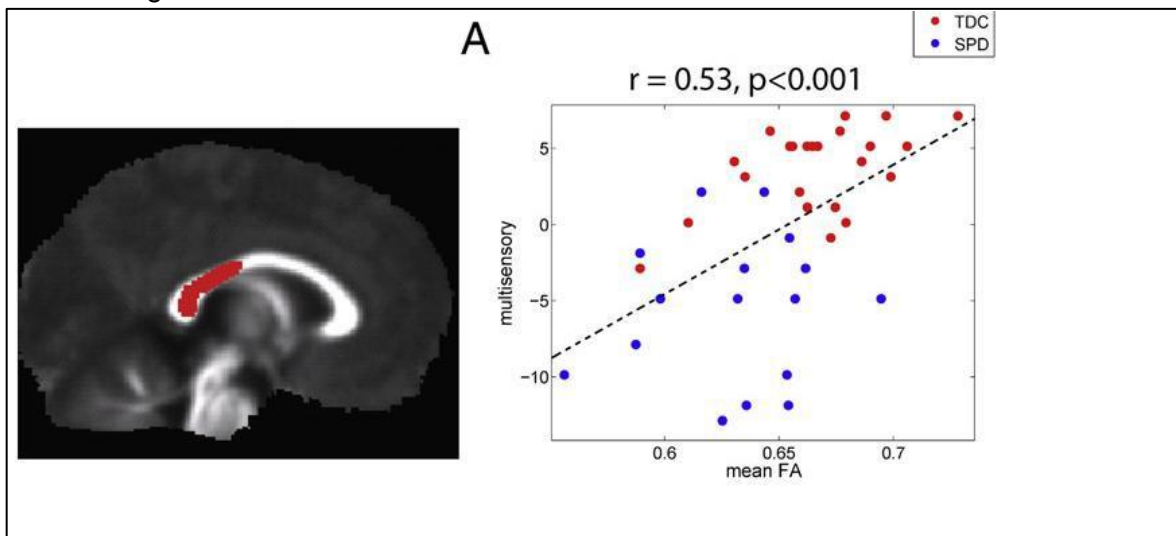 TDC
SPD
A
r = 0.53, p<0.001
5
0
−5
−10
multisensory
0.6 0.65 0.7
mean FA